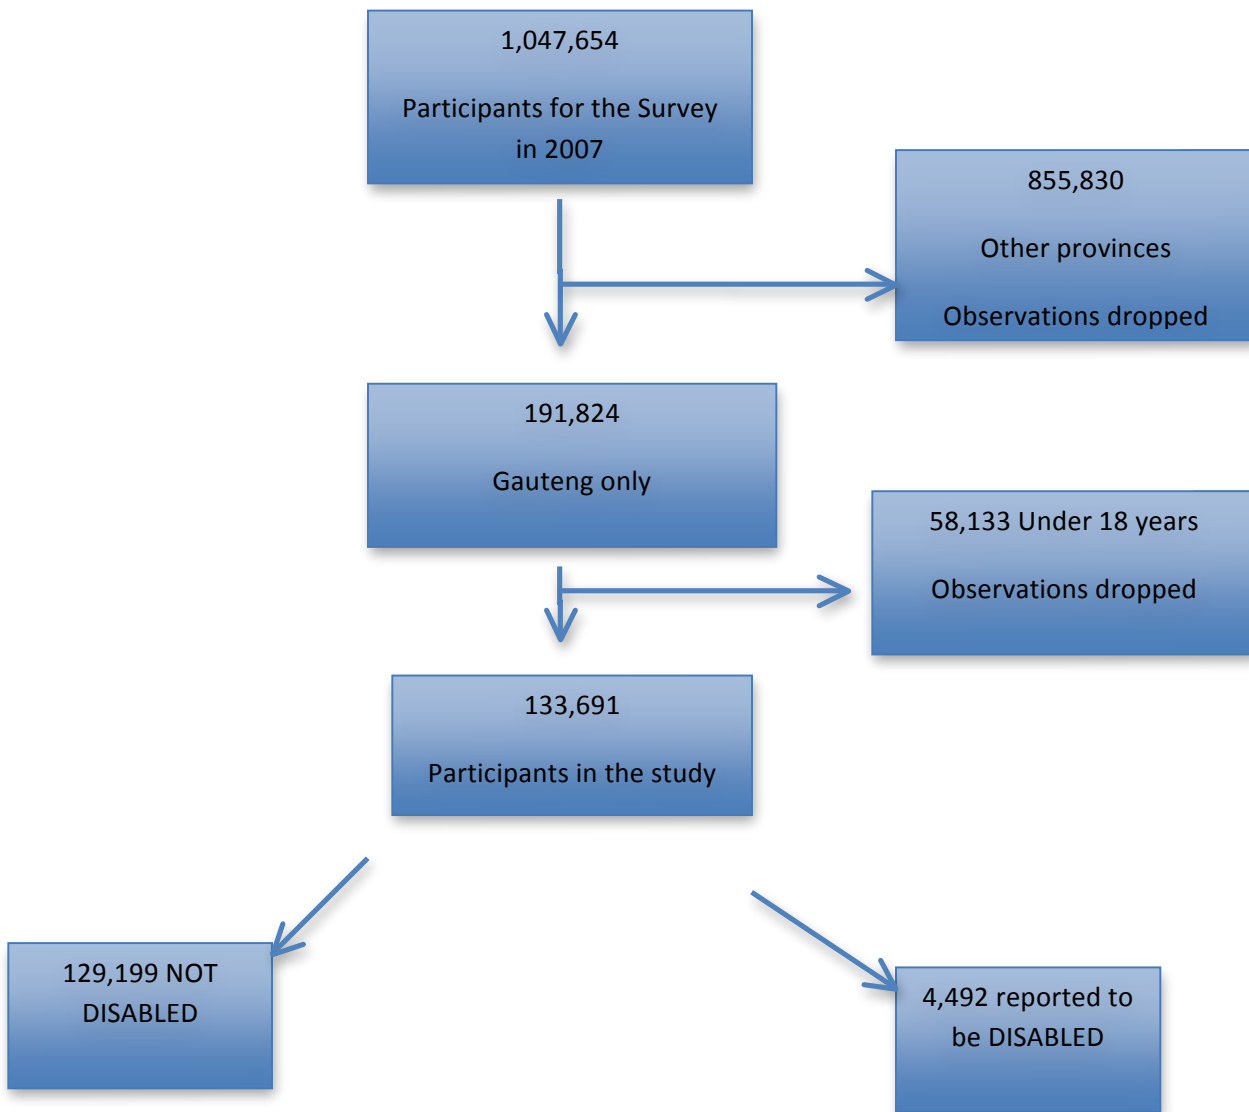 1,047,654
Participants for the Survey
in 2007
855,830
Other provinces
Observations dropped
191,824
Gauteng only
58,133 Under 18 years
Observations dropped
133,691
Participants in the study
129,199 NOT
DISABLED
4,492 reported to
be DISABLED